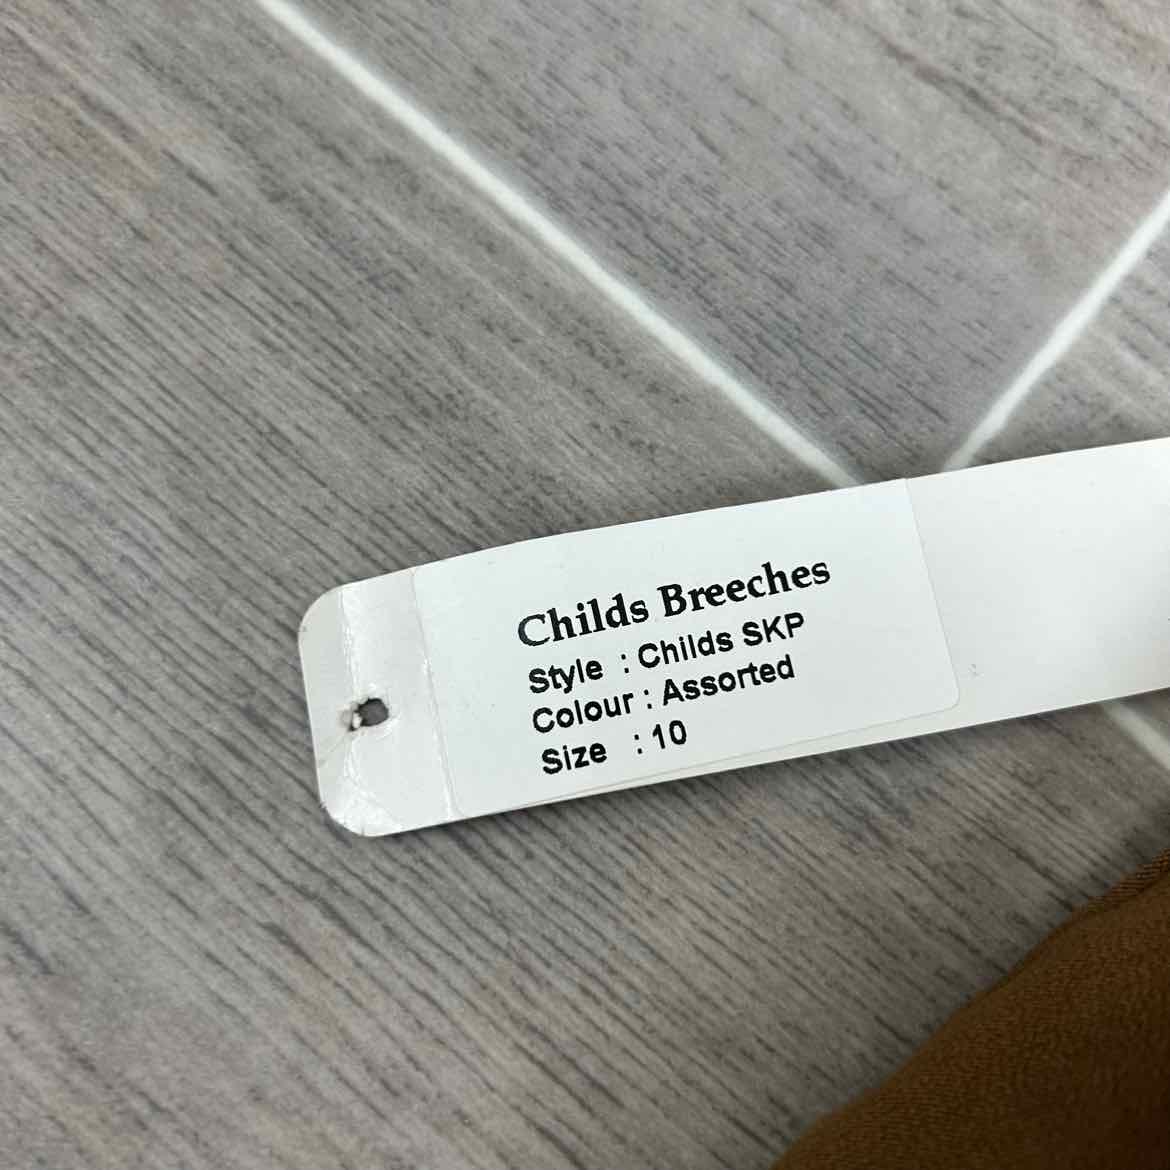 Childs Breeches
Style : Childs SKP
Colour : Assorted
Size : 10